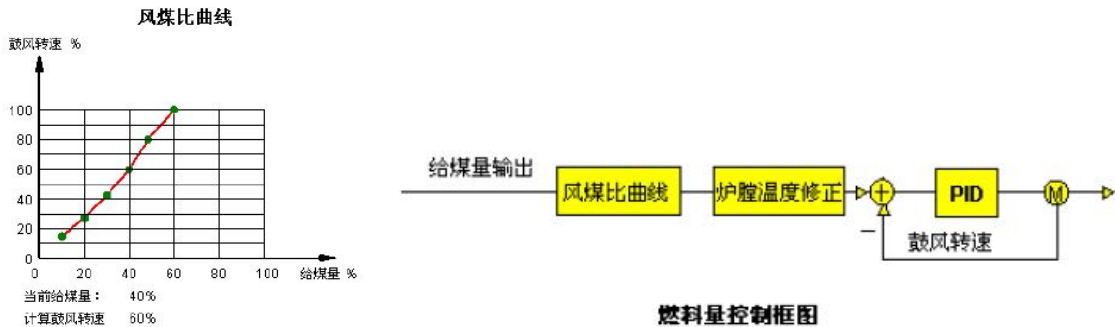 风煤比曲线
鼓风转速 %
100
80
60
40
20
0
20 40 60 80 100 给煤量 %
当前给煤量： 40%
计算鼓风转速 60%
给煤量输出
风煤比曲线
炉膛温度修正
+
PID
M
−
鼓风转速
燃料量控制框图